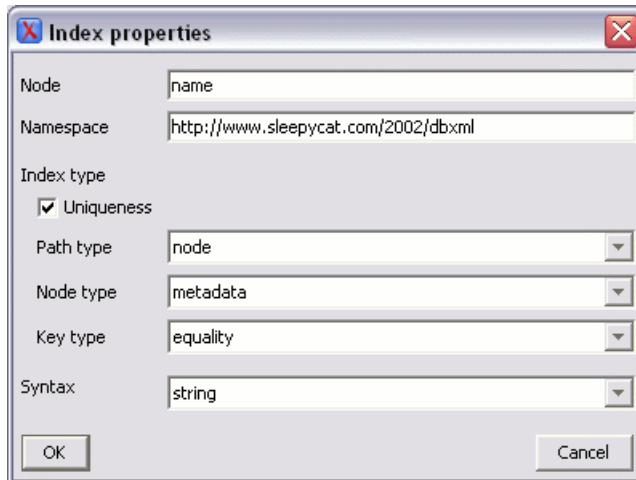 Index properties
Node name
Namespace http://www.sleepycat.com/2002/dbxml
Index type
Uniqueness
Path type node
Node type metadata
Key type equality
Syntax string
OK Cancel